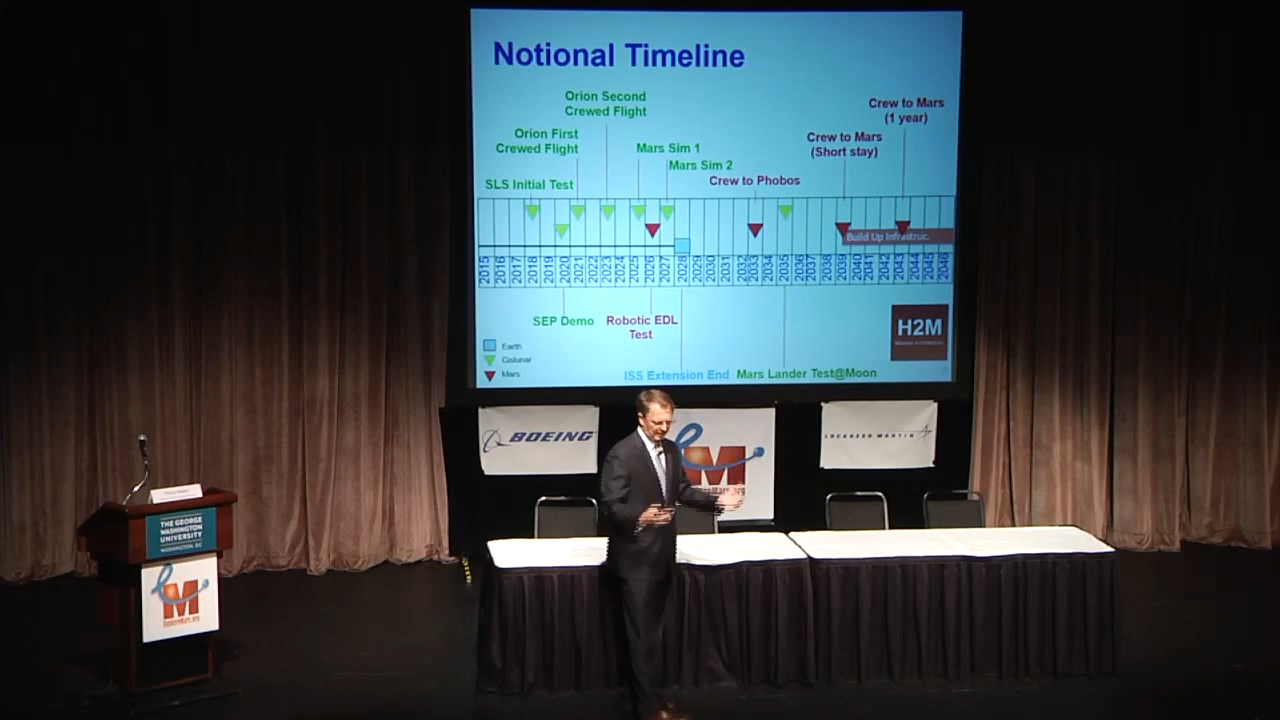 Notional Timeline
Orion Second
Crewed Flight
Crew to Mars
(1 year)
Orion First
Crewed Flight
Mars Sim 1
Crew to Mars
(Short stay)
Mars Sim 2
SLS Initial Test
Crew to Phobos
Build Up Infrastruc.
2015 2016 2017 2018 2019 2020 2021 2022 2023 2024 2025 2026 2027 2028 2029 2030 2031 2032 2033 2034 2035 2036 2037 2038 2039 2040 2041 2042 2043 2044 2045 2046
SEP Demo
Robotic EDL
Test
H2M
Earth
Cislunar
Mars
ISS Extension End
Mars Lander Test@Moon
BOEING
M
LOCKHEED MARTIN
THE GEORGE
WASHINGTON
UNIVERSITY
WASHINGTON, DC
M
ExploreMars.org